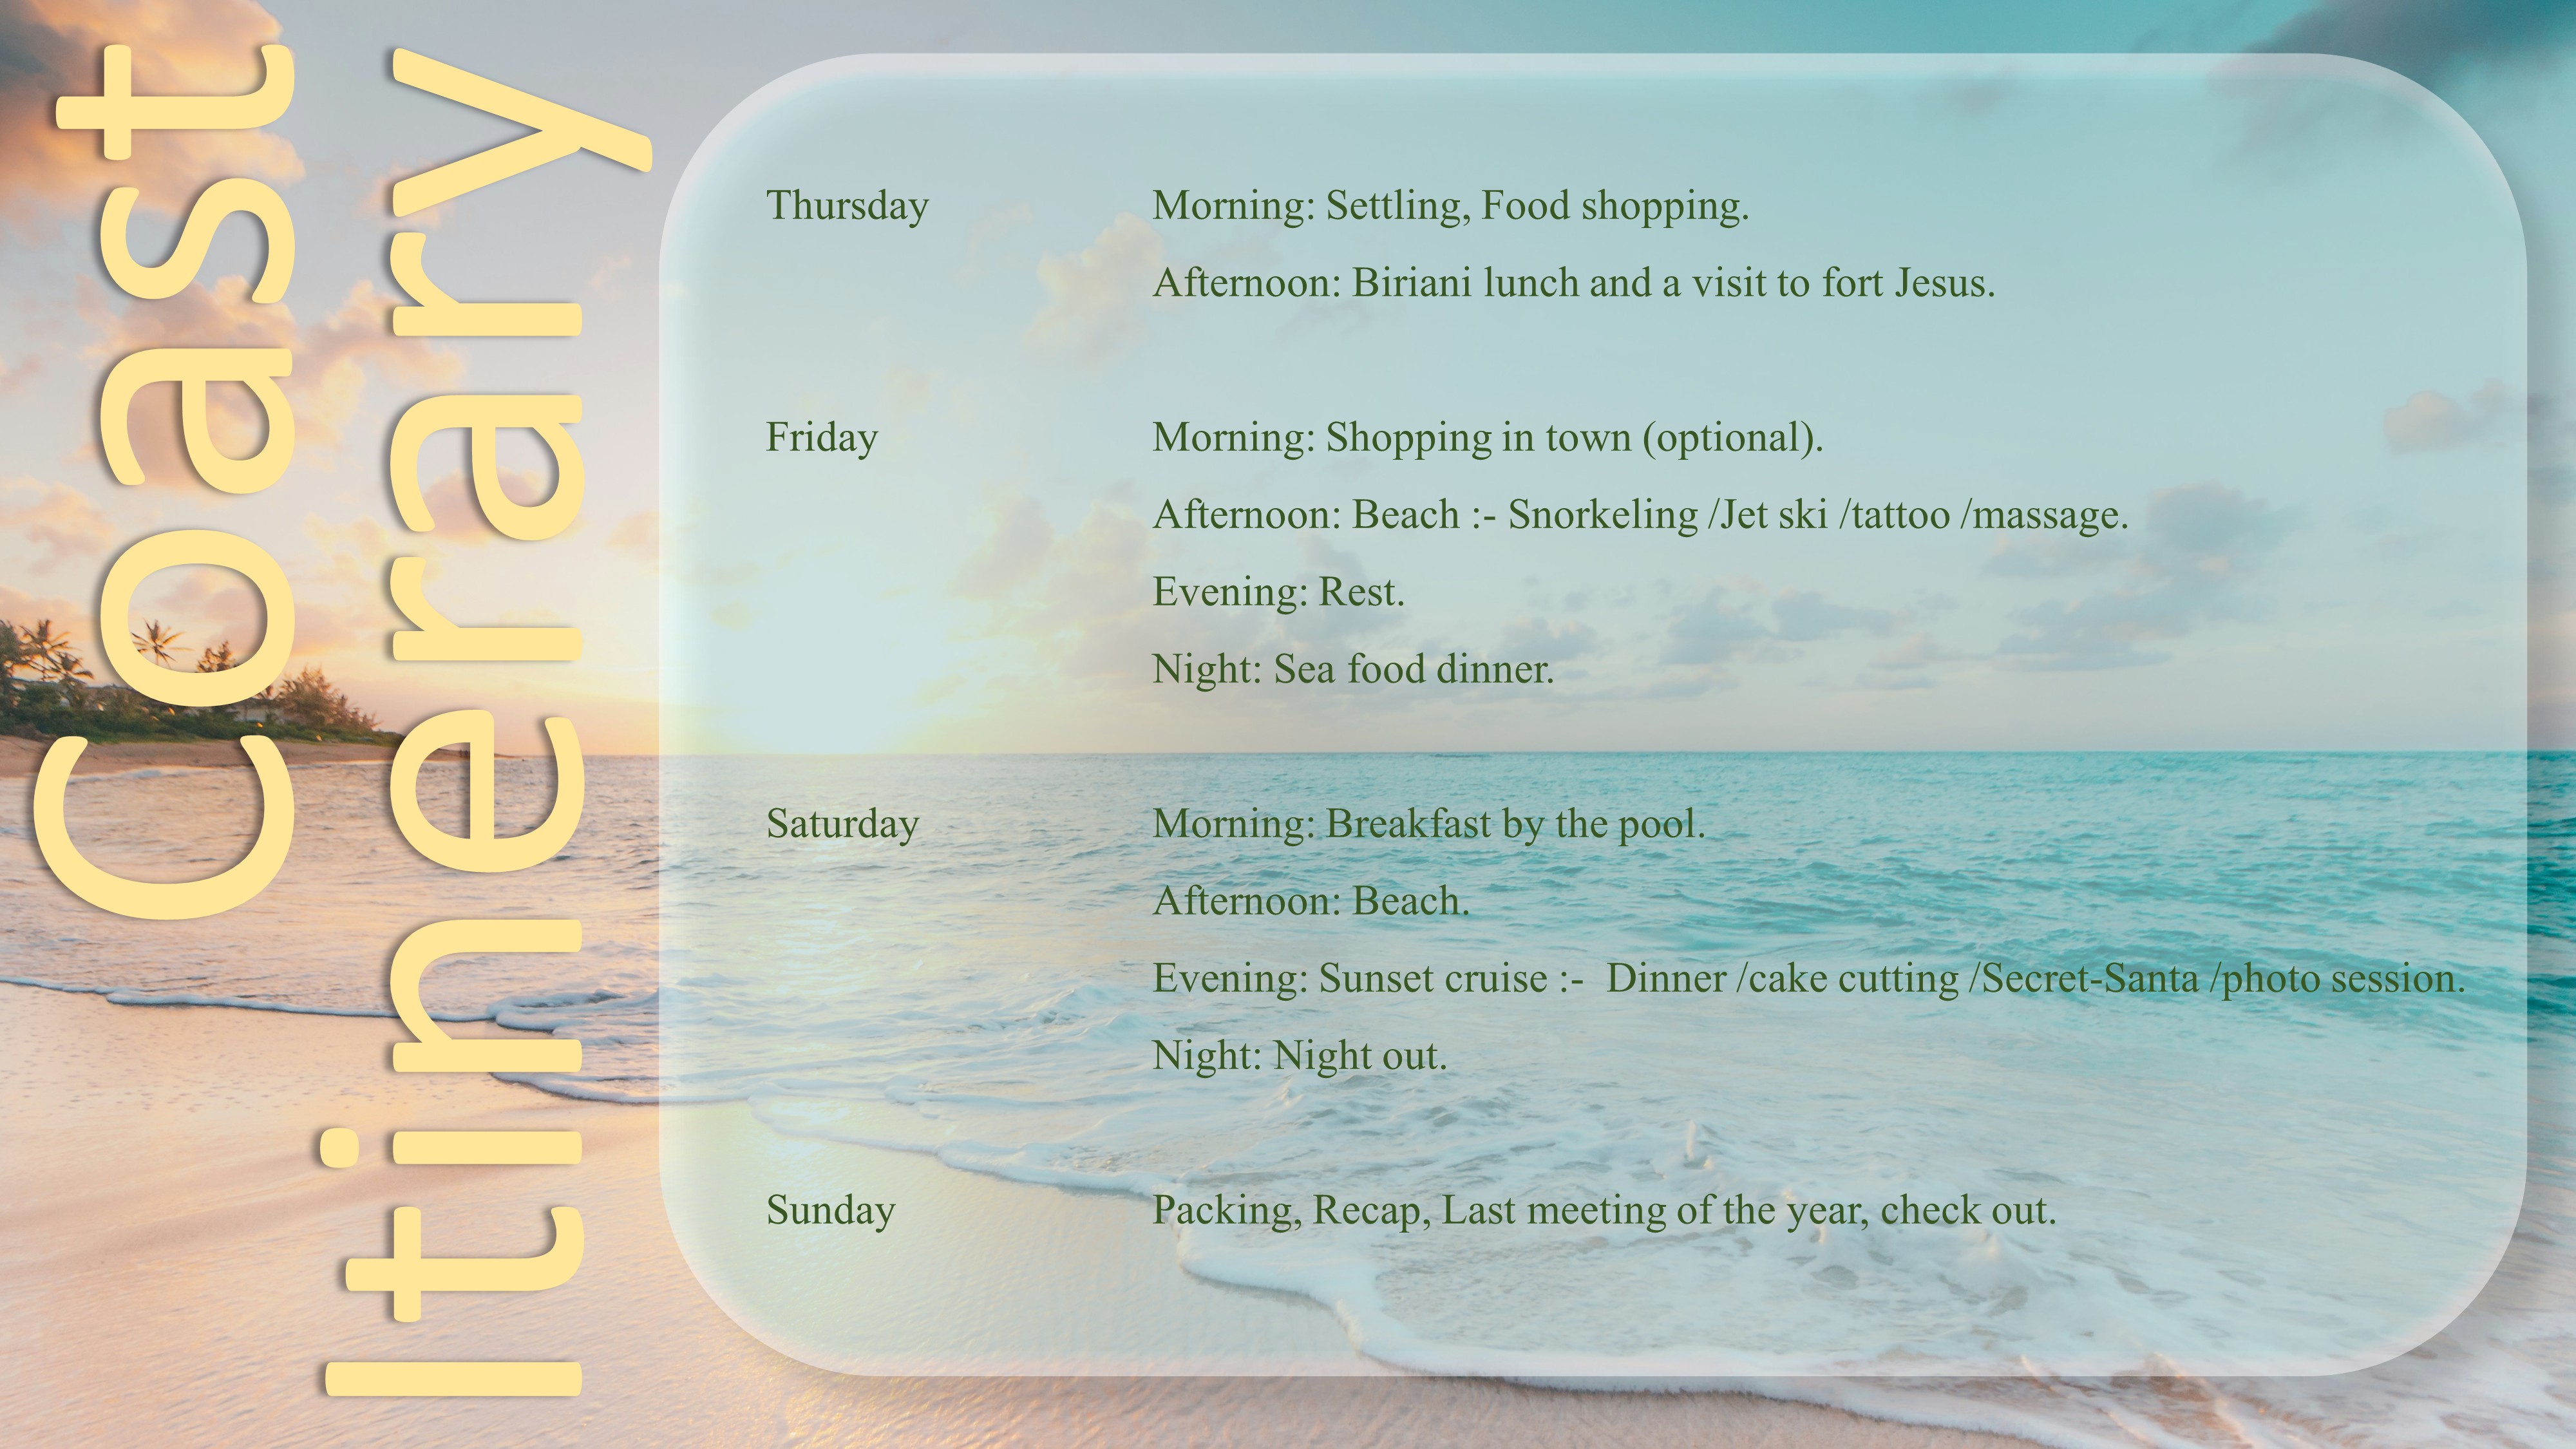 Coast
Itinerary
Thursday Morning: Settling, Food shopping.
Afternoon: Biriani lunch and a visit to fort Jesus.
Friday Morning: Shopping in town (optional).
Afternoon: Beach :- Snorkeling /Jet ski /tattoo /massage.
Evening: Rest.
Night: Sea food dinner.
Saturday Morning: Breakfast by the pool.
Afternoon: Beach.
Evening: Sunset cruise :-  Dinner /cake cutting /Secret-Santa /photo session.
Night: Night out.
Sunday Packing, Recap, Last meeting of the year, check out.